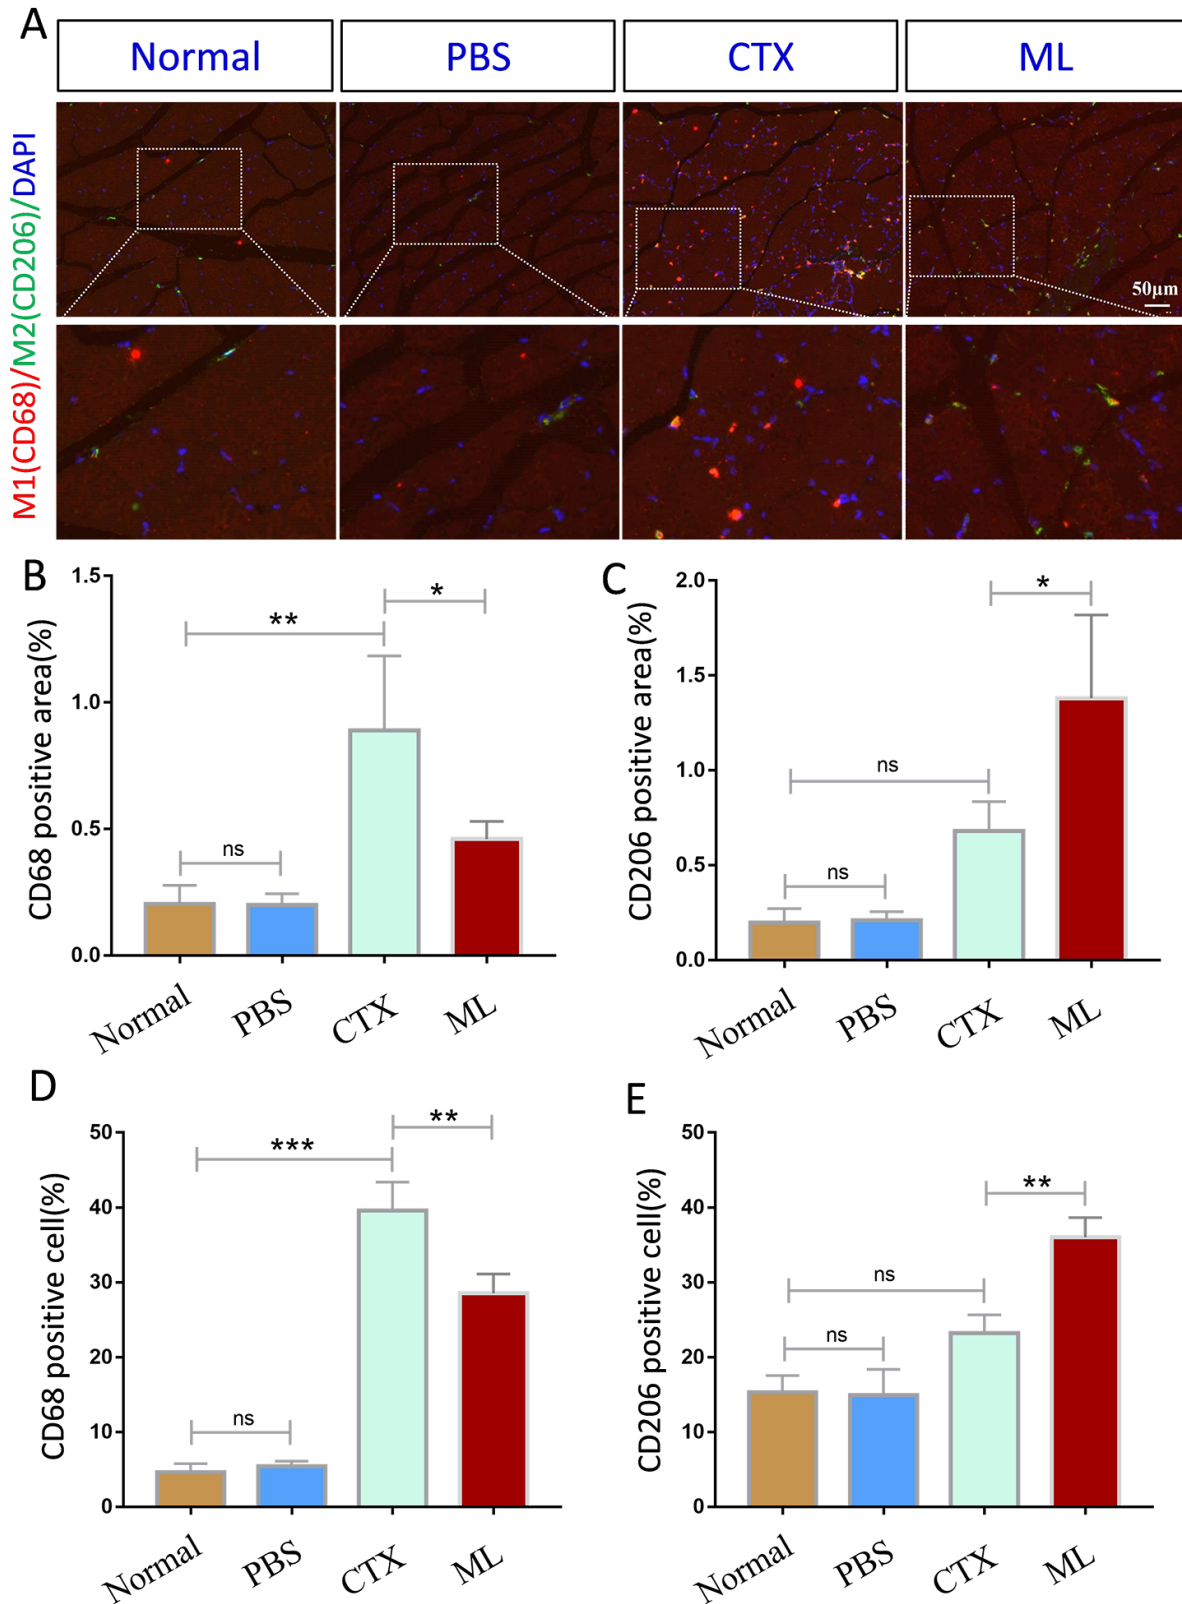 A
Normal
PBS
CTX
ML
M1(CD68)/M2(CD206)/DAPI
50μm
B
CD68 positive area(%)
1.5
1.0
0.5
0.0
**
*
ns
Normal
PBS
CTX
ML
C
CD206 positive area(%)
2.0
1.5
1.0
0.5
0.0
*
ns
ns
Normal
PBS
CTX
ML
D
CD68 positive cell(%)
50
40
30
20
10
0
***
**
ns
Normal
PBS
CTX
ML
E
CD206 positive cell(%)
50
40
30
20
10
0
**
ns
ns
Normal
PBS
CTX
ML